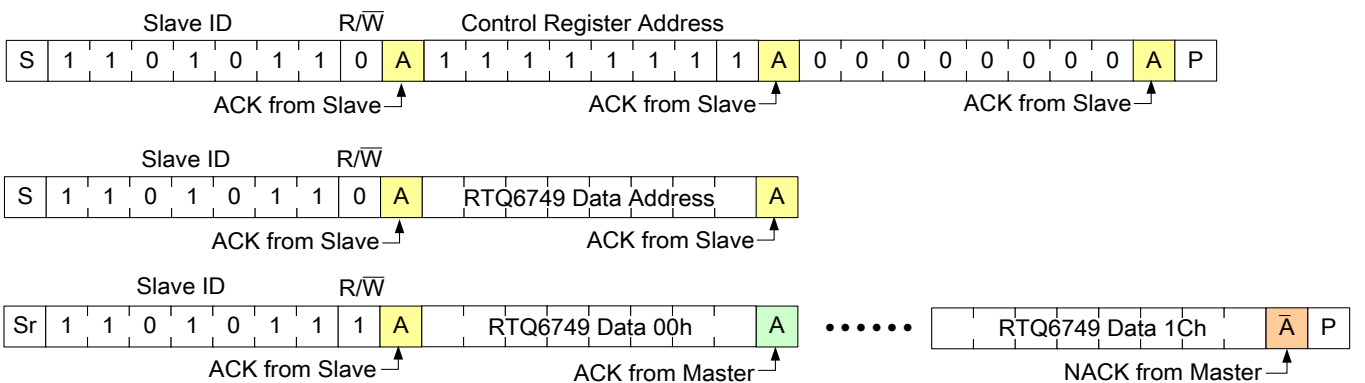 Slave ID R/W̅ Control Register Address
S 1 1 0 1 0 1 1 0 A 1 1 1 1 1 1 1 1 A 0 0 0 0 0 0 0 0 A P
ACK from Slave ACK from Slave ACK from Slave
Slave ID R/W̅
S 1 1 0 1 0 1 1 0 A RTQ6749 Data Address A
ACK from Slave ACK from Slave
Slave ID R/W̅
Sr 1 1 0 1 0 1 1 1 A RTQ6749 Data 00h A •••••• RTQ6749 Data 1Ch A̅ P
ACK from Slave ACK from Master NACK from Master